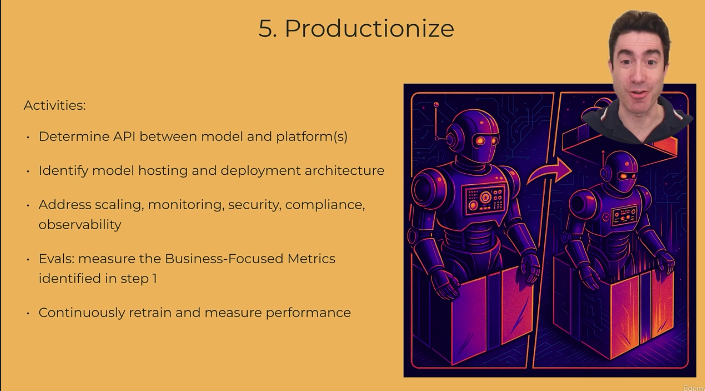 5. Productionize
Activities:
• Determine API between model and platform(s)
• Identify model hosting and deployment architecture
• Address scaling, monitoring, security, compliance,
observability
• Evals: measure the Business-Focused Metrics
identified in step 1
• Continuously retrain and measure performance